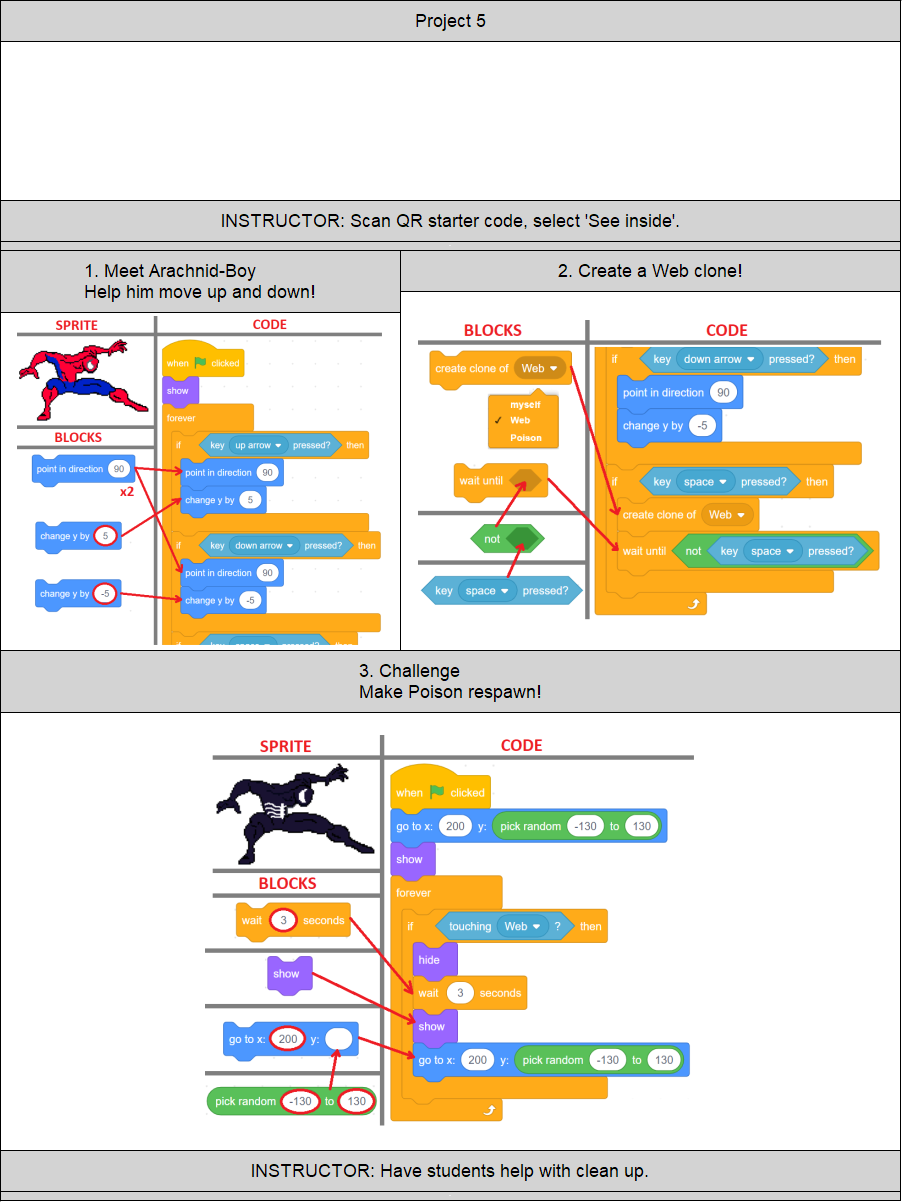 Project 5
INSTRUCTOR: Scan QR starter code, select 'See inside'.
1. Meet Arachnid-Boy
Help him move up and down!
SPRITE
CODE
when clicked
show
forever
BLOCKS
if key up arrow pressed? then
point in direction 90
x2
point in direction 90
change y by 5
change y by 5
if key down arrow pressed? then
point in direction 90
change y by -5
change y by -5
if key space pressed? then
2. Create a Web clone!
BLOCKS
CODE
create clone of Web
myself
✓ Web
Poison
wait until
not
key space pressed?
if key down arrow pressed? then
point in direction 90
change y by -5
if key space pressed? then
create clone of Web
wait until not key space pressed?
3. Challenge
Make Poison respawn!
SPRITE
CODE
BLOCKS
wait 3 seconds
show
go to x: 200 y:
pick random -130 to 130
when clicked
go to x: 200 y: pick random -130 to 130
show
forever
if touching Web ? then
hide
wait 3 seconds
show
go to x: 200 y: pick random -130 to 130
INSTRUCTOR: Have students help with clean up.